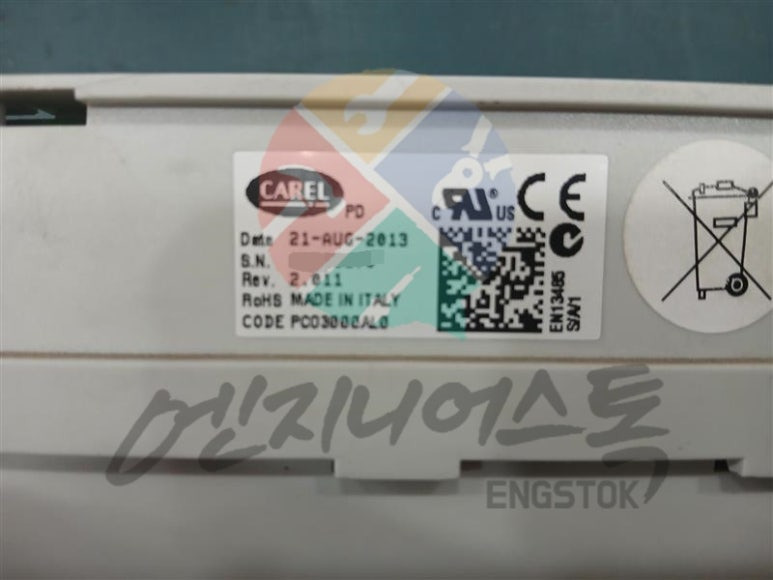 CAREL
PD
Date 21-AUG-2013
S.N.
Rev. 2.011
RoHS MADE IN ITALY
CODE PCO3000AL0
C UL US
CE
EN13485
S/A/1
엔지니어스톡
ENGSTOK